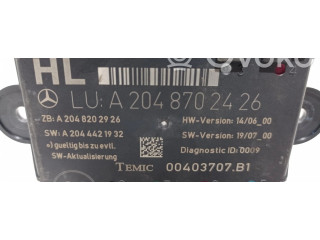 HL
LU: A 204 870 24 26
ZB: A 204 820 29 26
HW-Version: 14/06_00
SW: A 204 442 19 32
SW-Version: 19/07_00
*) gueltig bis zu evtl.
Diagnostic ID: 0009
SW-Aktualisierung
TEMIC 00403707.B1